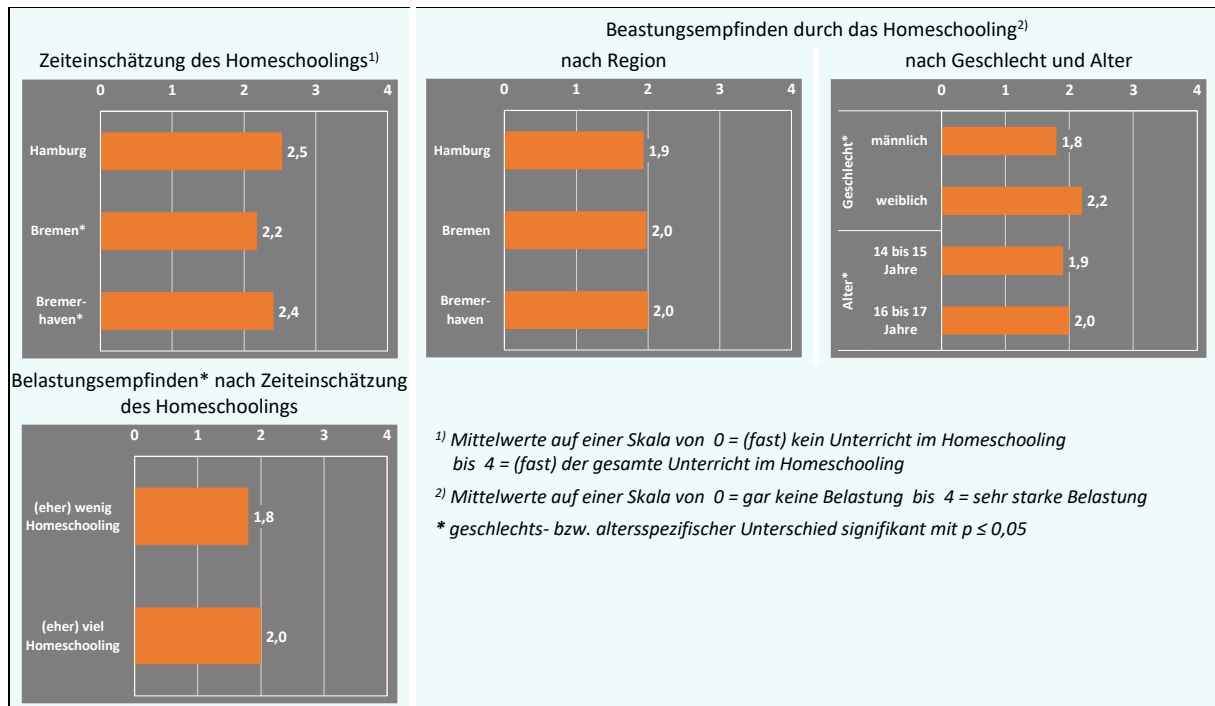 Beastungsempfinden durch das Homeschooling2)
Zeiteinschätzung des Homeschoolings1)
0 1 2 3 4
Hamburg 2,5
Bremen* 2,2
Bremer-
haven* 2,4
nach Region
0 1 2 3 4
Hamburg 1,9
Bremen 2,0
Bremer-
haven 2,0
nach Geschlecht und Alter
0 1 2 3 4
Geschlecht*
männlich 1,8
weiblich 2,2
Alter*
14 bis 15
Jahre 1,9
16 bis 17
Jahre 2,0
Belastungsempfinden* nach Zeiteinschätzung
des Homeschoolings
0 1 2 3 4
(eher) wenig
Homeschooling 1,8
(eher) viel
Homeschooling 2,0
1) Mittelwerte auf einer Skala von 0 = (fast) kein Unterricht im Homeschooling
bis 4 = (fast) der gesamte Unterricht im Homeschooling
2) Mittelwerte auf einer Skala von 0 = gar keine Belastung bis 4 = sehr starke Belastung
* geschlechts- bzw. altersspezifischer Unterschied signifikant mit p ≤ 0,05